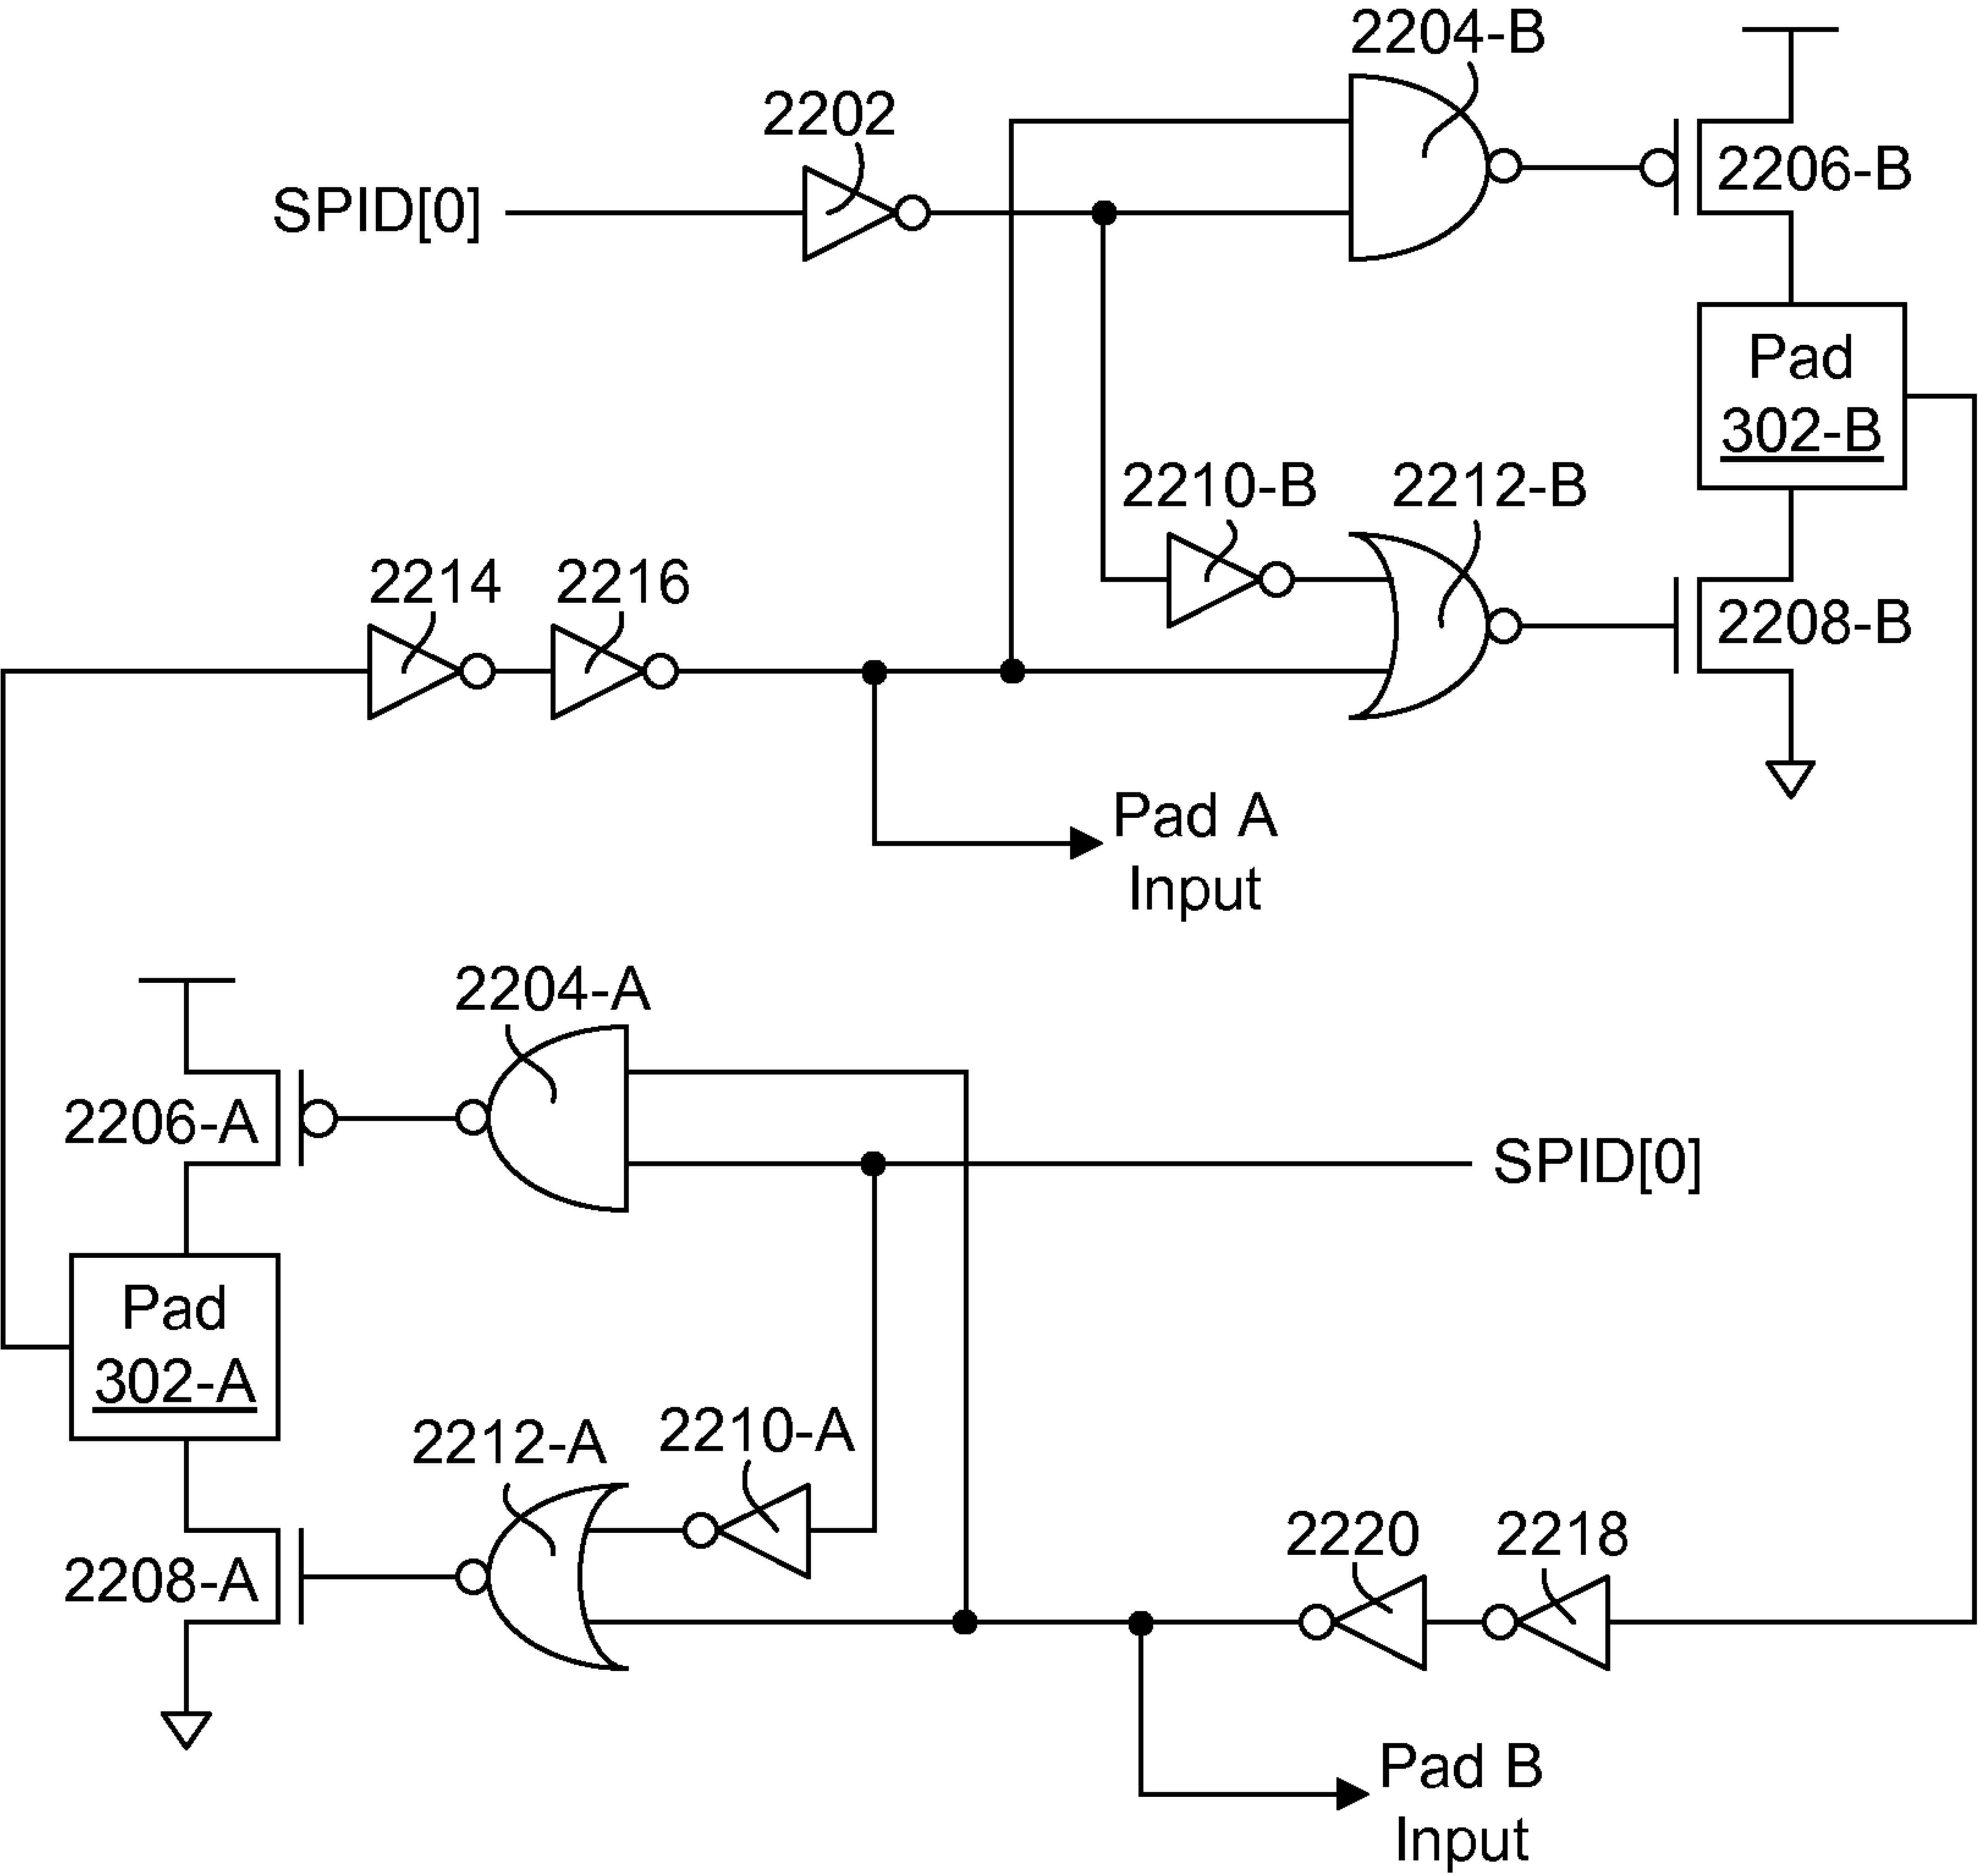 2204-B
2202
SPID[0]
2206-B
Pad
302-B
2210-B
2212-B
2214
2216
2208-B
Pad A
Input
2204-A
2206-A
SPID[0]
Pad
302-A
2212-A
2210-A
2220
2218
2208-A
Pad B
Input